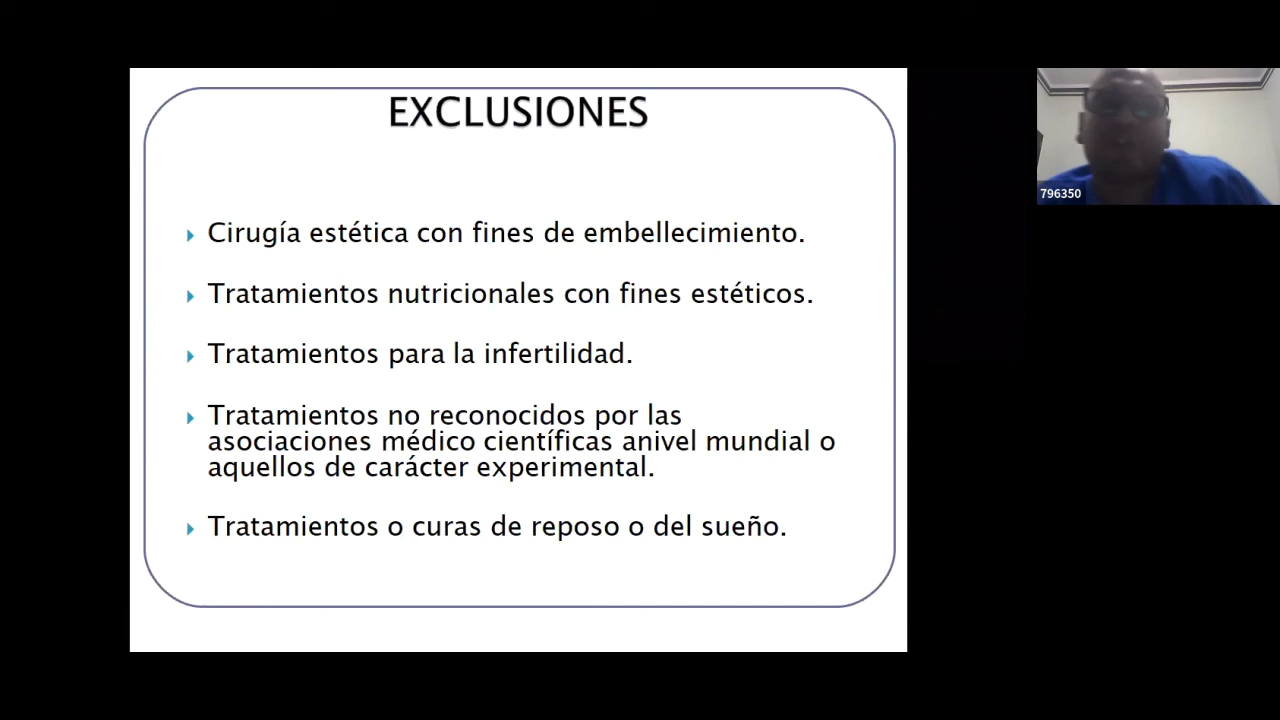 EXCLUSIONES
796350
Cirugía estética con fines de embellecimiento.
Tratamientos nutricionales con fines estéticos.
Tratamientos para la infertilidad.
Tratamientos no reconocidos por las
asociaciones médico científicas anivel mundial o
aquellos de carácter experimental.
Tratamientos o curas de reposo o del sueño.